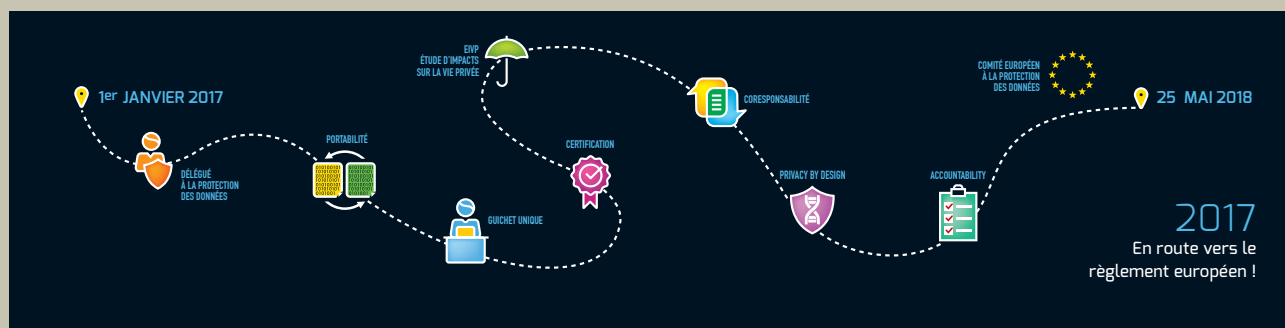 1er JANVIER 2017
DÉLÉGUÉ
À LA PROTECTION
DES DONNÉES
PORTABILITÉ
GUICHET UNIQUE
CERTIFICATION
EIVP
ÉTUDE D'IMPACTS
SUR LA VIE PRIVÉE
CORESPONSABILITÉ
PRIVACY BY DESIGN
ACCOUNTABILITY
COMITÉ EUROPÉEN
À LA PROTECTION
DES DONNÉES
25 MAI 2018
2017
En route vers le
règlement européen !